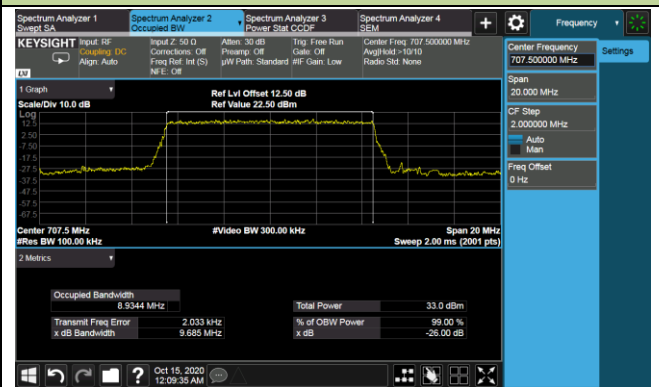 Spectrum Analyzer 1
Swept SA
Spectrum Analyzer 2
Occupied BW
Spectrum Analyzer 3
Power Stat CCDF
Spectrum Analyzer 4
SEM
Frequency
KEYSIGHT
Input: RF
Coupling: DC
Align: Auto
Input Z: 50 Ω
Corrections: Off
Freq Ref: Int (S)
NFE: Off
Atten: 30 dB
Preamp: Off
µW Path: Standard
Trig: Free Run
Gate: Off
#IF Gain: Low
Center Freq: 707.500000 MHz
Avg|Hold:>10/10
Radio Std: None
LXI
Center Frequency
707.500000 MHz
Settings
Span
20.000 MHz
CF Step
2.000000 MHz
Auto
Man
Freq Offset
0 Hz
1 Graph
Scale/Div 10.0 dB
Ref Lvl Offset 12.50 dB
Ref Value 22.50 dBm
Log
12.5
2.50
-7.50
-17.5
-27.5
-37.5
-47.5
-57.5
-67.5
Center 707.5 MHz
#Res BW 100.00 kHz
#Video BW 300.00 kHz
Span 20 MHz
Sweep 2.00 ms (2001 pts)
2 Metrics
Occupied Bandwidth
8.9344 MHz
Total Power
33.0 dBm
Transmit Freq Error
2.033 kHz
% of OBW Power
99.00 %
x dB Bandwidth
9.685 MHz
x dB
-26.00 dB
?
Oct 15, 2020
12:09:35 AM